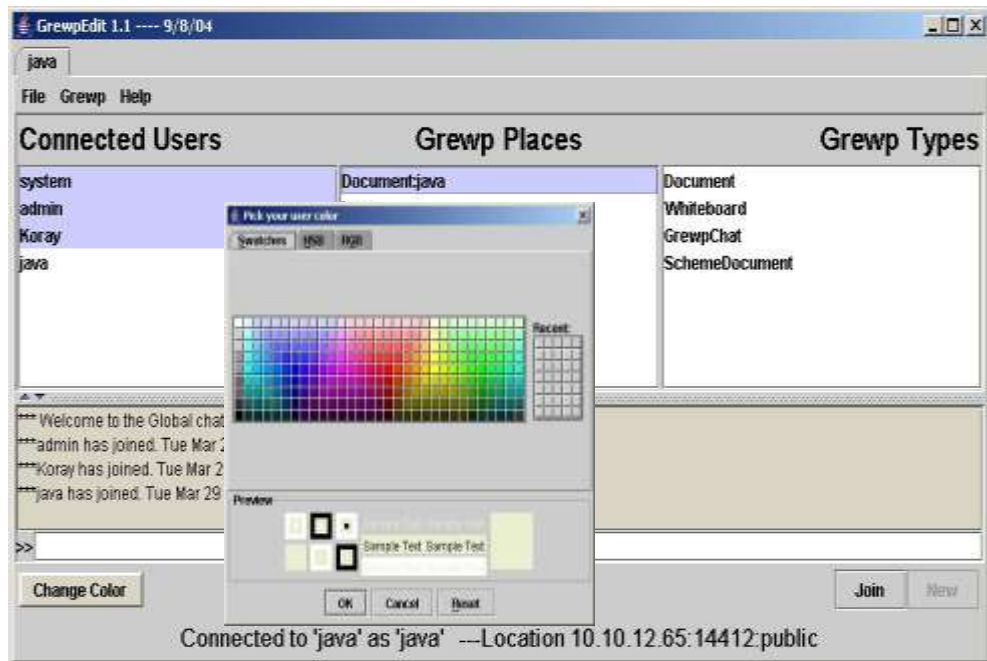 GrewpEdit 1.1 ---- 9/8/04
java
File Grewp Help
Connected Users
Grewp Places
Grewp Types
system
admin
Koray
java
Document:java
Document
Whiteboard
GrewpChat
SchemeDocument
Pick your user color
Swatches HSB RGB
Recent:
Preview
Sample Text Sample Text
OK Cancel Reset
*** Welcome to the Global chat
***admin has joined. Tue Mar
***Koray has joined. Tue Mar 2
***java has joined. Tue Mar 29
>>
Change Color
Join New
Connected to 'java' as 'java' ---Location 10.10.12.65:14412:public